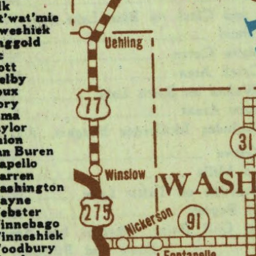 lk
t'wat'mie
weshiek
aggold
c
ott
elby
oux
ory
ma
aylor
nion
an Buren
apello
arren
ashington
ayne
ebster
innebago
inneshiek
oodbury
Uehling
77
31
Winslow
WASH
275
Nickerson
91
Fontanelle